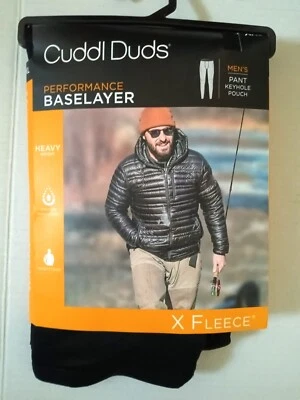 Cuddl Duds®
PERFORMANCE
BASELAYER
MEN'S
PANT
KEYHOLE
POUCH
HEAVY
X FLEECE®